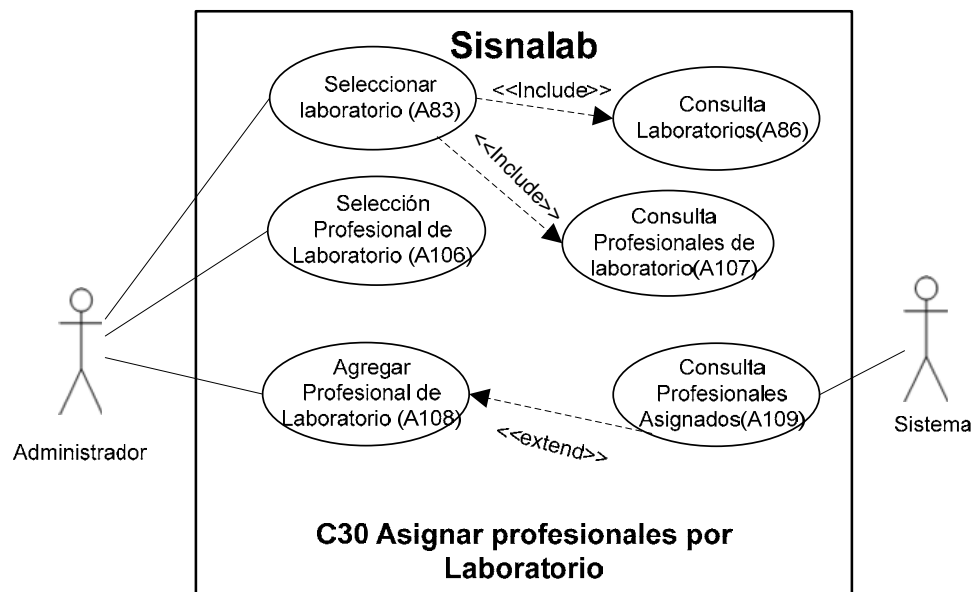 Sisnalab
Seleccionar
laboratorio (A83)
<<Include>>
Consulta
Laboratorios(A86)
<<Include>>
Selección
Profesional de
Laboratorio (A106)
Consulta
Profesionales de
laboratorio(A107)
Agregar
Profesional de
Laboratorio (A108)
Consulta
Profesionales
Asignados(A109)
<<extend>>
Administrador
Sistema
C30 Asignar profesionales por
Laboratorio